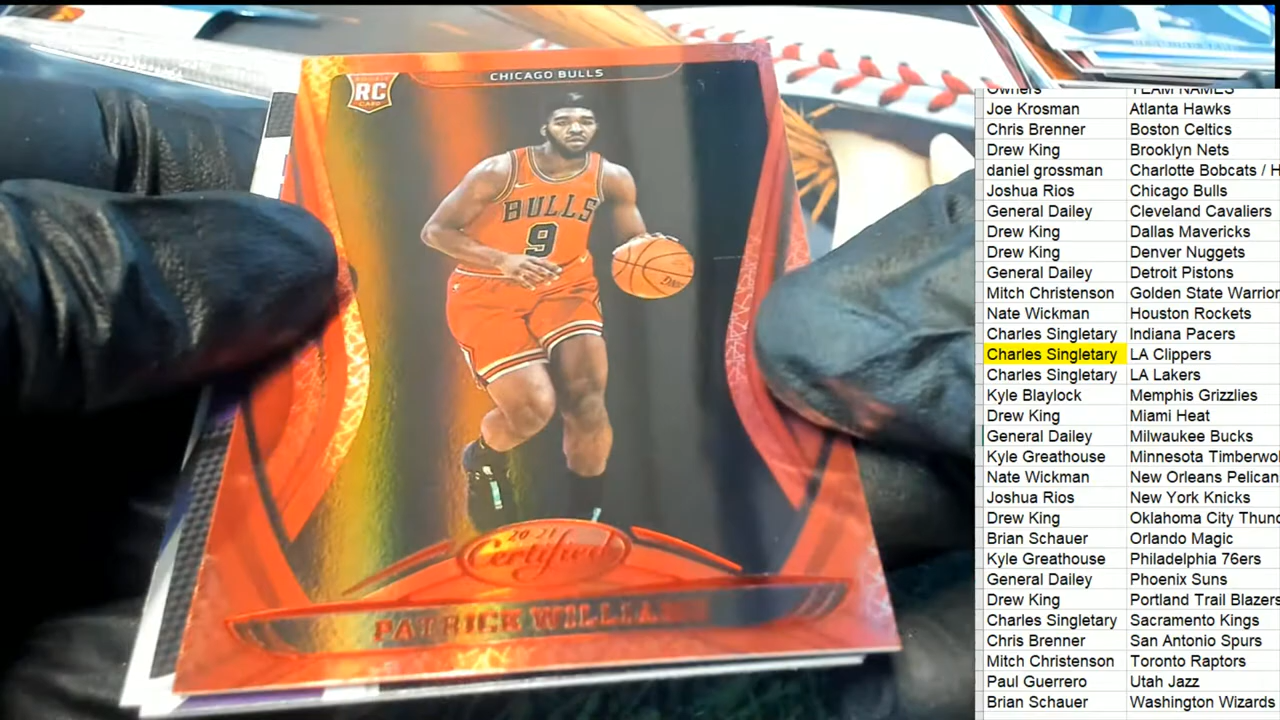 CHICAGO BULLS
ROOKIE
RC
CARD
BULLS
9
20-21
Certified
PATRICK WILLIAMS
Owners TEAM NAMES
Joe Krosman Atlanta Hawks
Chris Brenner Boston Celtics
Drew King Brooklyn Nets
daniel grossman Charlotte Bobcats / H
Joshua Rios Chicago Bulls
General Dailey Cleveland Cavaliers
Drew King Dallas Mavericks
Drew King Denver Nuggets
General Dailey Detroit Pistons
Mitch Christenson Golden State Warrior
Nate Wickman Houston Rockets
Charles Singletary Indiana Pacers
Charles Singletary LA Clippers
Charles Singletary LA Lakers
Kyle Blaylock Memphis Grizzlies
Drew King Miami Heat
General Dailey Milwaukee Bucks
Kyle Greathouse Minnesota Timberwol
Nate Wickman New Orleans Pelican
Joshua Rios New York Knicks
Drew King Oklahoma City Thund
Brian Schauer Orlando Magic
Kyle Greathouse Philadelphia 76ers
General Dailey Phoenix Suns
Drew King Portland Trail Blazers
Charles Singletary Sacramento Kings
Chris Brenner San Antonio Spurs
Mitch Christenson Toronto Raptors
Paul Guerrero Utah Jazz
Brian Schauer Washington Wizards